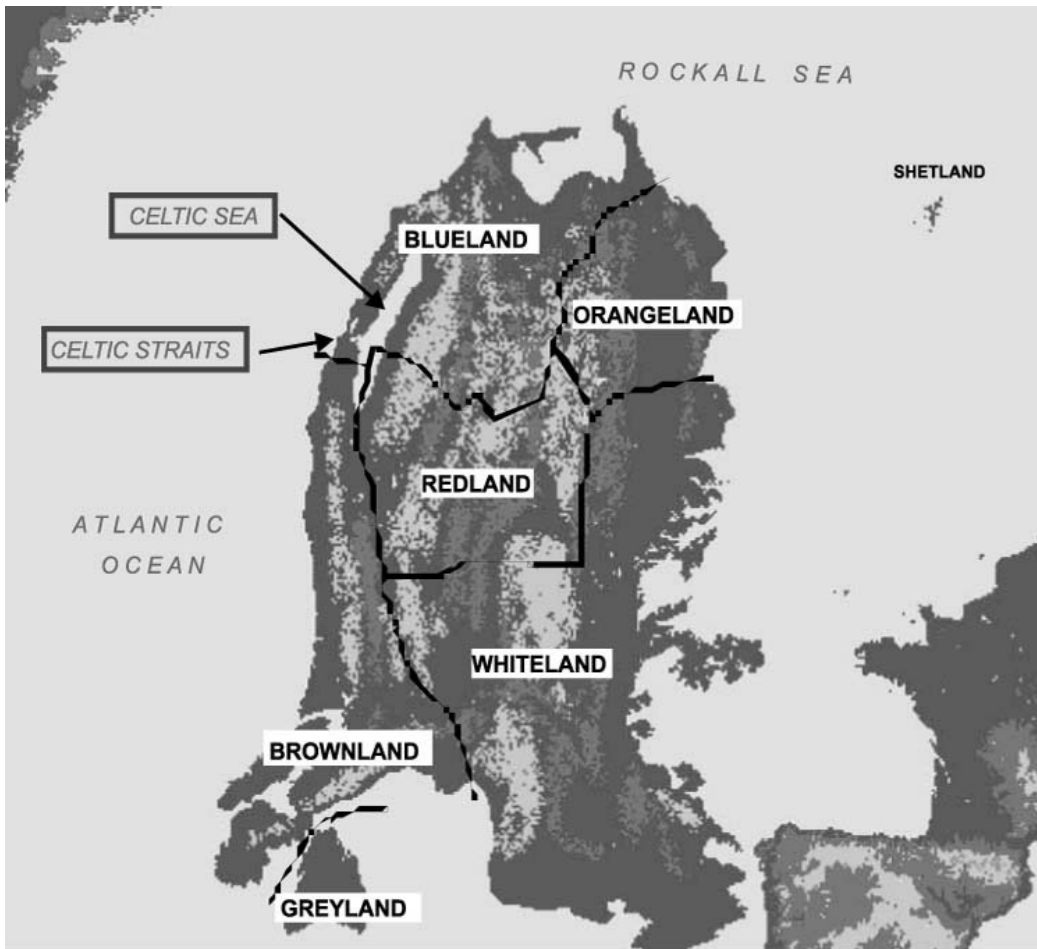 ROCKALL SEA
SHETLAND
CELTIC SEA
BLUELAND
ORANGELAND
CELTIC STRAITS
REDLAND
ATLANTIC
OCEAN
WHITELAND
BROWNLAND
GREYLAND